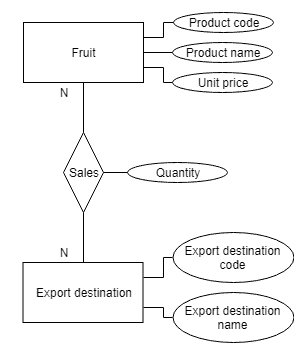 Product code
Fruit
Product name
Unit price
N
Sales
Quantity
N
Export destination
code
Export destination
Export destination
name